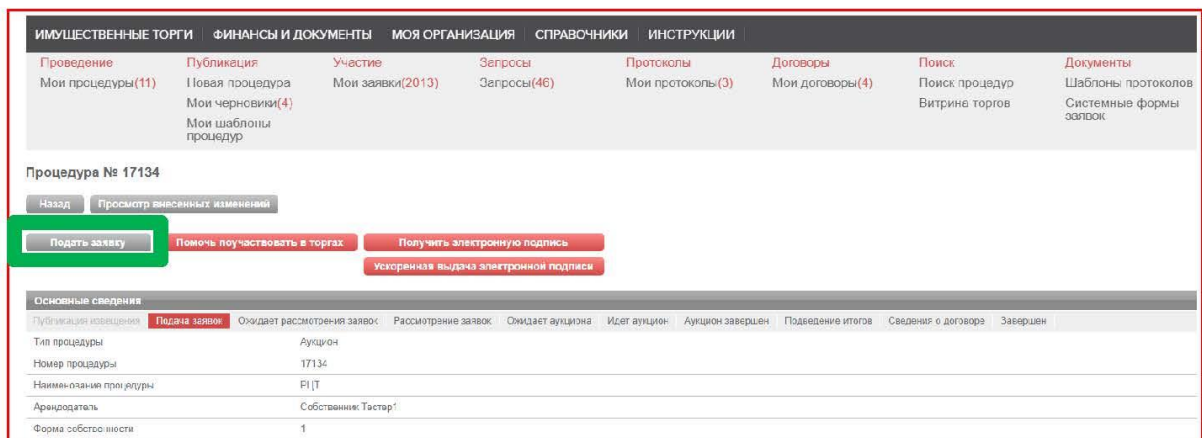 ИМУЩЕСТВЕННЫЕ ТОРГИ ФИНАНСЫ И ДОКУМЕНТЫ МОЯ ОРГАНИЗАЦИЯ СПРАВОЧНИКИ ИНСТРУКЦИИ
Проведение Публикация Участие Запросы Протоколы Договоры Поиск Документы
Мои процедуры(11) Новая процедура Мои заявки(2013) Запросы(46) Мои протоколы(3) Мои договоры(4) Поиск процедур Шаблоны протоколов
Мои черновики(4) Витрина торгов Системные формы
Мои шаблоны заявок
процедур
Процедура № 17134
Назад Просмотр внесенных изменений
Подать заявку Помочь поучаствовать в торгах Получить электронную подпись
Ускоренная выдача электронной подписи
Основные сведения
Публикация извещения Подача заявок Ожидает рассмотрения заявок Рассмотрение заявок Ожидает аукциона Идет аукцион Аукцион завершен Подведение итогов Сведения о договоре Завершен
Тип процедуры Аукцион
Номер процедуры 17134
Наименование процедуры
Арендодатель Собственник Тестер1
Форма собственности 1